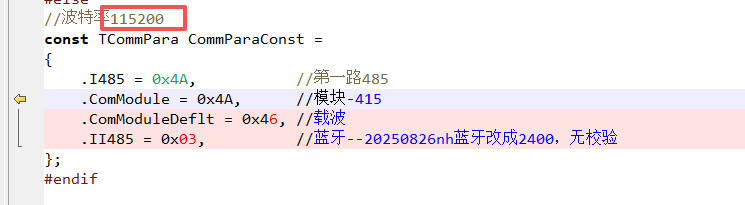 #else
//波特率115200
const TCommPara CommParaConst =
{
.I485 = 0x4A, //第一路485
.ComModule = 0x4A, //模块-415
.ComModuleDeflt = 0x46, //载波
.II485 = 0x03, //蓝牙--20250826nh蓝牙改成2400，无校验
};
#endif